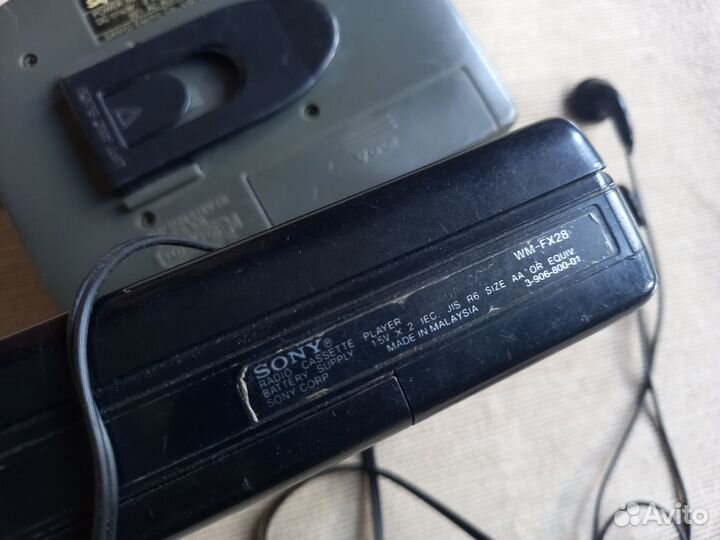 SONY®
WM-FX28
RADIO CASSETTE PLAYER
BATTERY SUPPLY 1.5V X 2 IEC. JIS R6 SIZE AA OR EQUIV.
SONY CORP MADE IN MALAYSIA 3-906-800-01
OPEN
Avito